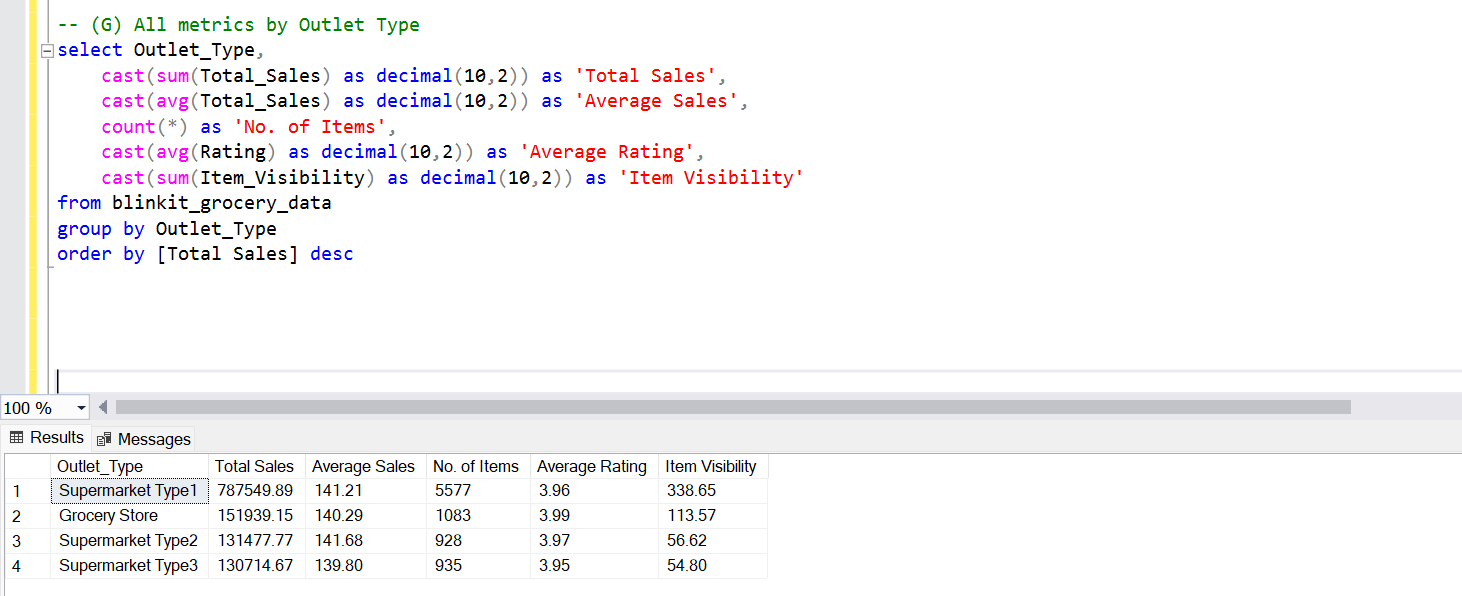 -- (G) All metrics by Outlet Type
select Outlet_Type,
cast(sum(Total_Sales) as decimal(10,2)) as 'Total Sales',
cast(avg(Total_Sales) as decimal(10,2)) as 'Average Sales',
count(*) as 'No. of Items',
cast(avg(Rating) as decimal(10,2)) as 'Average Rating',
cast(sum(Item_Visibility) as decimal(10,2)) as 'Item Visibility'
from blinkit_grocery_data
group by Outlet_Type
order by [Total Sales] desc
100 %
Results Messages
Outlet_Type Total Sales Average Sales No. of Items Average Rating Item Visibility
1 Supermarket Type1 787549.89 141.21 5577 3.96 338.65
2 Grocery Store 151939.15 140.29 1083 3.99 113.57
3 Supermarket Type2 131477.77 141.68 928 3.97 56.62
4 Supermarket Type3 130714.67 139.80 935 3.95 54.80